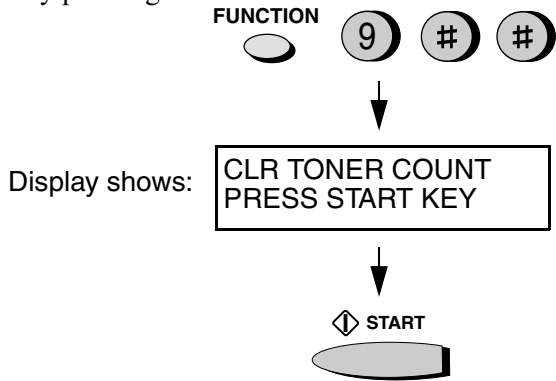 FUNCTION
9 # #
Display shows:
CLR TONER COUNT
PRESS START KEY
START